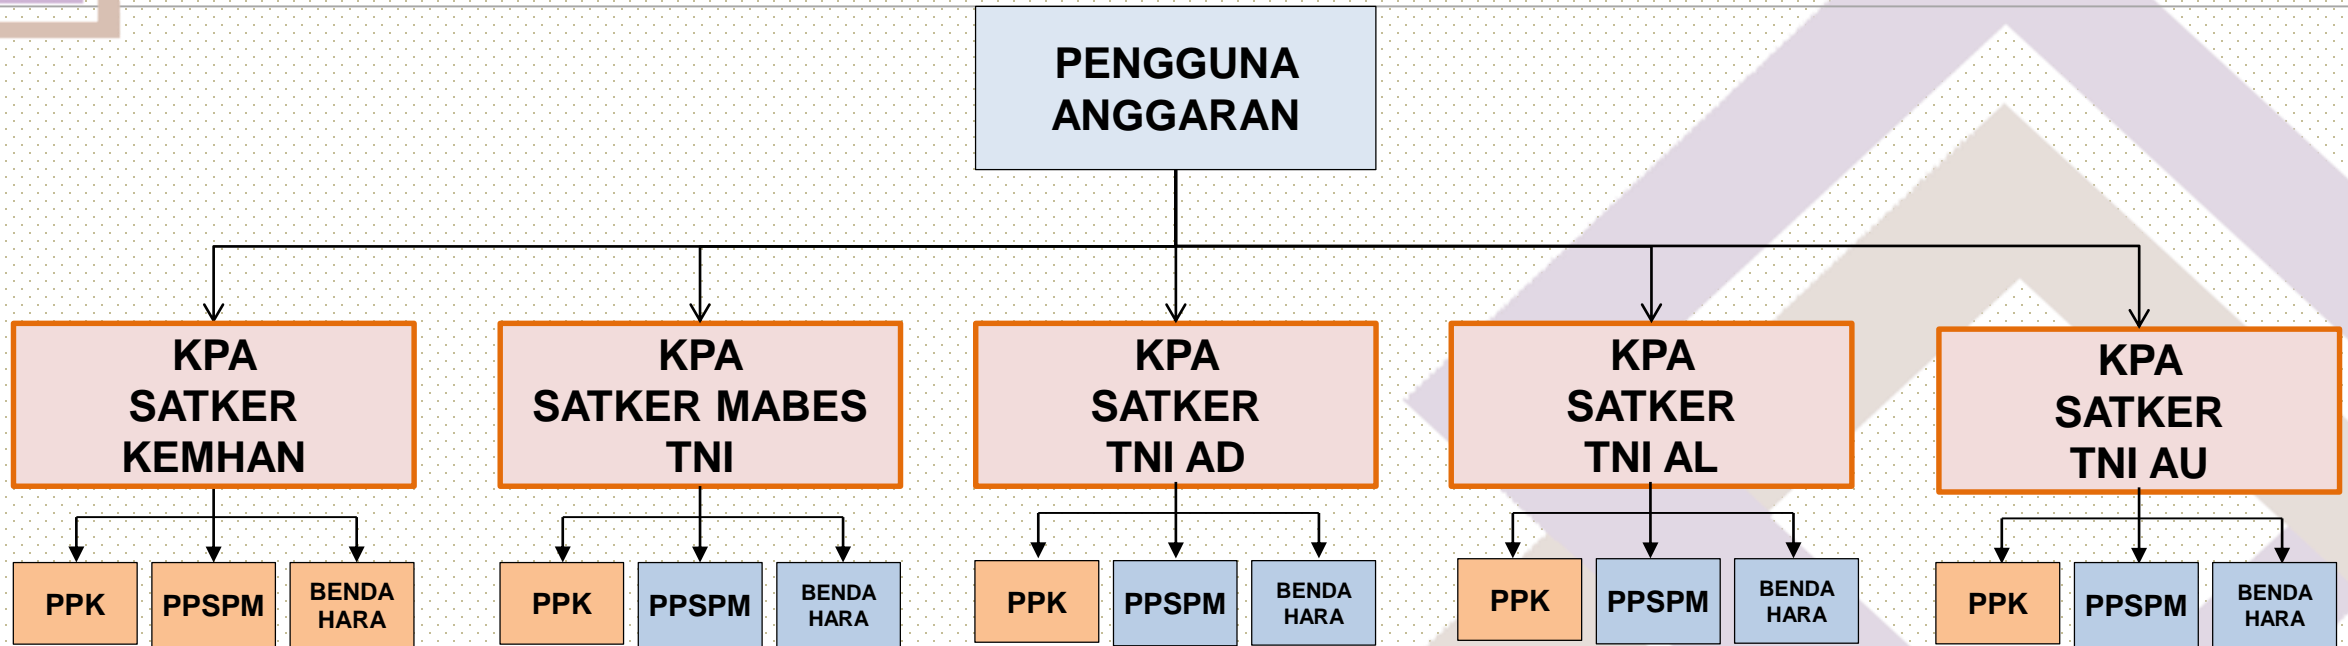 PENGGUNA
ANGGARAN
KPA
SATKER
KEMHAN
KPA
SATKER MABES
TNI
KPA
SATKER
TNI AD
KPA
SATKER
TNI AL
KPA
SATKER
TNI AU
PPK
PPSPM
BENDA
HARA
PPK
PPSPM
BENDA
HARA
PPK
PPSPM
BENDA
HARA
PPK
PPSPM
BENDA
HARA
PPK
PPSPM
BENDA
HARA